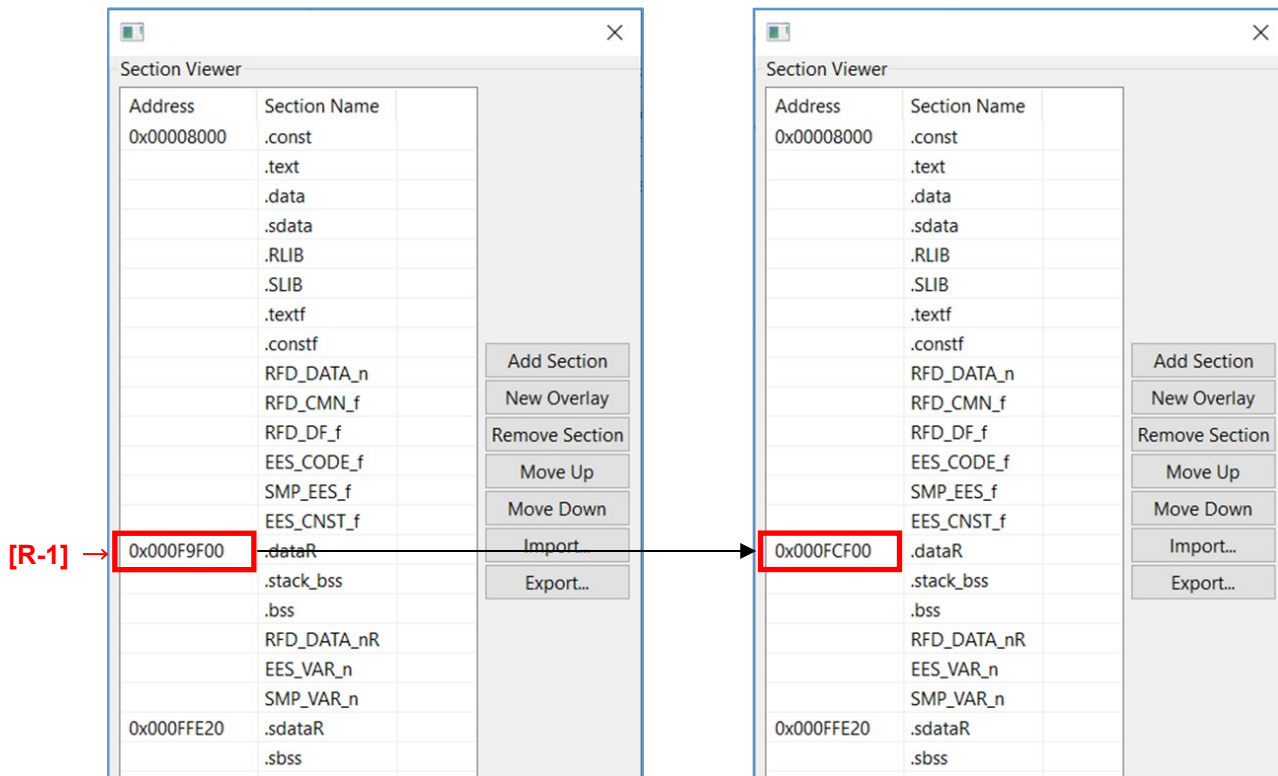 Section Viewer
Address Section Name
0x00008000 .const
.text
.data
.sdata
.RLIB
.SLIB
.textf
.constf
RFD_DATA_n
RFD_CMN_f
RFD_DF_f
EES_CODE_f
SMP_EES_f
EES_CNST_f
[R-1] → 0x000F9F00 .dataR
.stack_bss
.bss
RFD_DATA_nR
EES_VAR_n
SMP_VAR_n
0x000FFE20 .sdataR
.sbss
Add Section
New Overlay
Remove Section
Move Up
Move Down
Import...
Export...
Section Viewer
Address Section Name
0x00008000 .const
.text
.data
.sdata
.RLIB
.SLIB
.textf
.constf
RFD_DATA_n
RFD_CMN_f
RFD_DF_f
EES_CODE_f
SMP_EES_f
EES_CNST_f
0x000FCF00 .dataR
.stack_bss
.bss
RFD_DATA_nR
EES_VAR_n
SMP_VAR_n
0x000FFE20 .sdataR
.sbss
Add Section
New Overlay
Remove Section
Move Up
Move Down
Import...
Export...